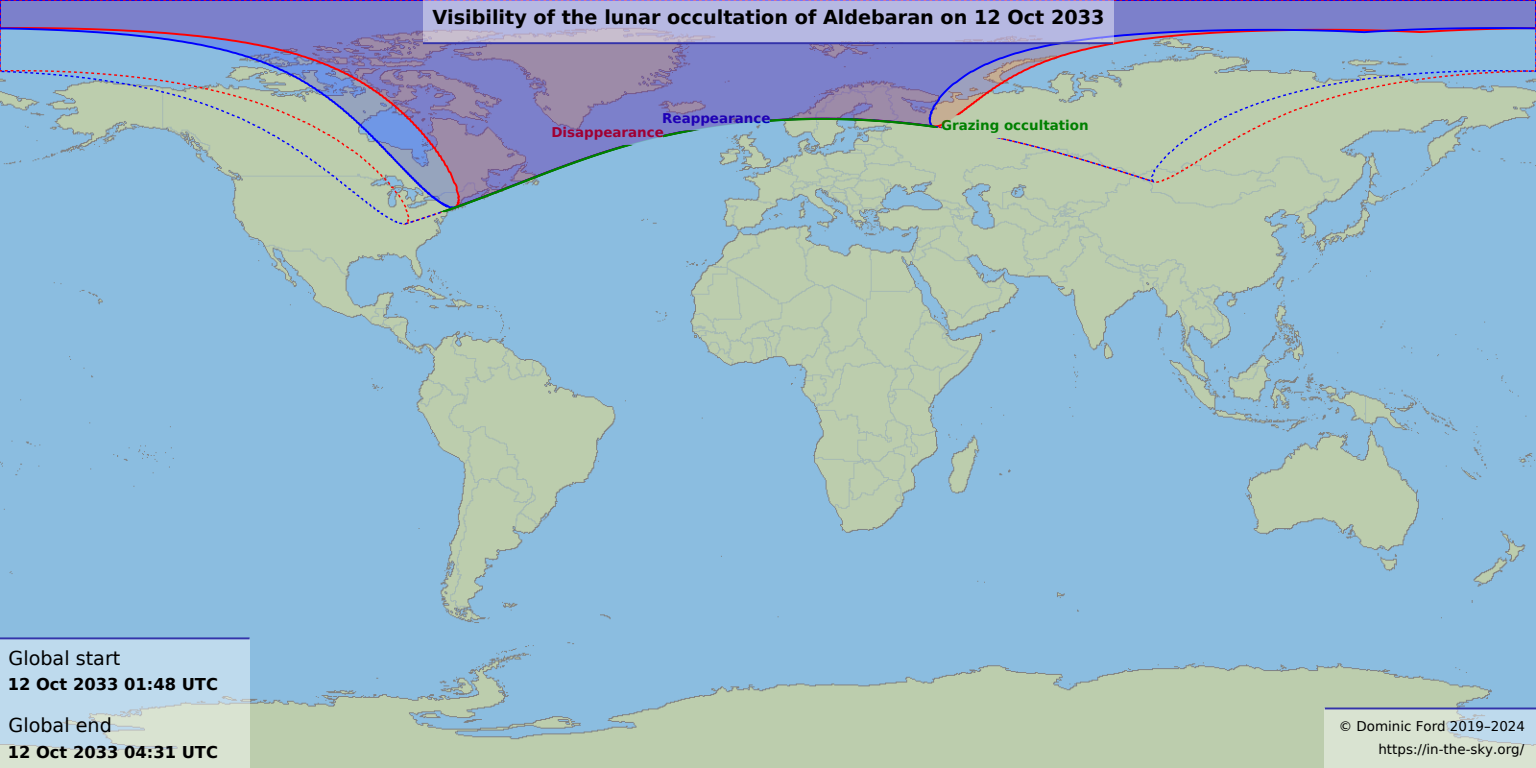 Visibility of the lunar occultation of Aldebaran on 12 Oct 2033
Reappearance
Disappearance
Grazing occultation
Global start
12 Oct 2033 01:48 UTC
Global end
12 Oct 2033 04:31 UTC
© Dominic Ford 2019–2024
https://in-the-sky.org/